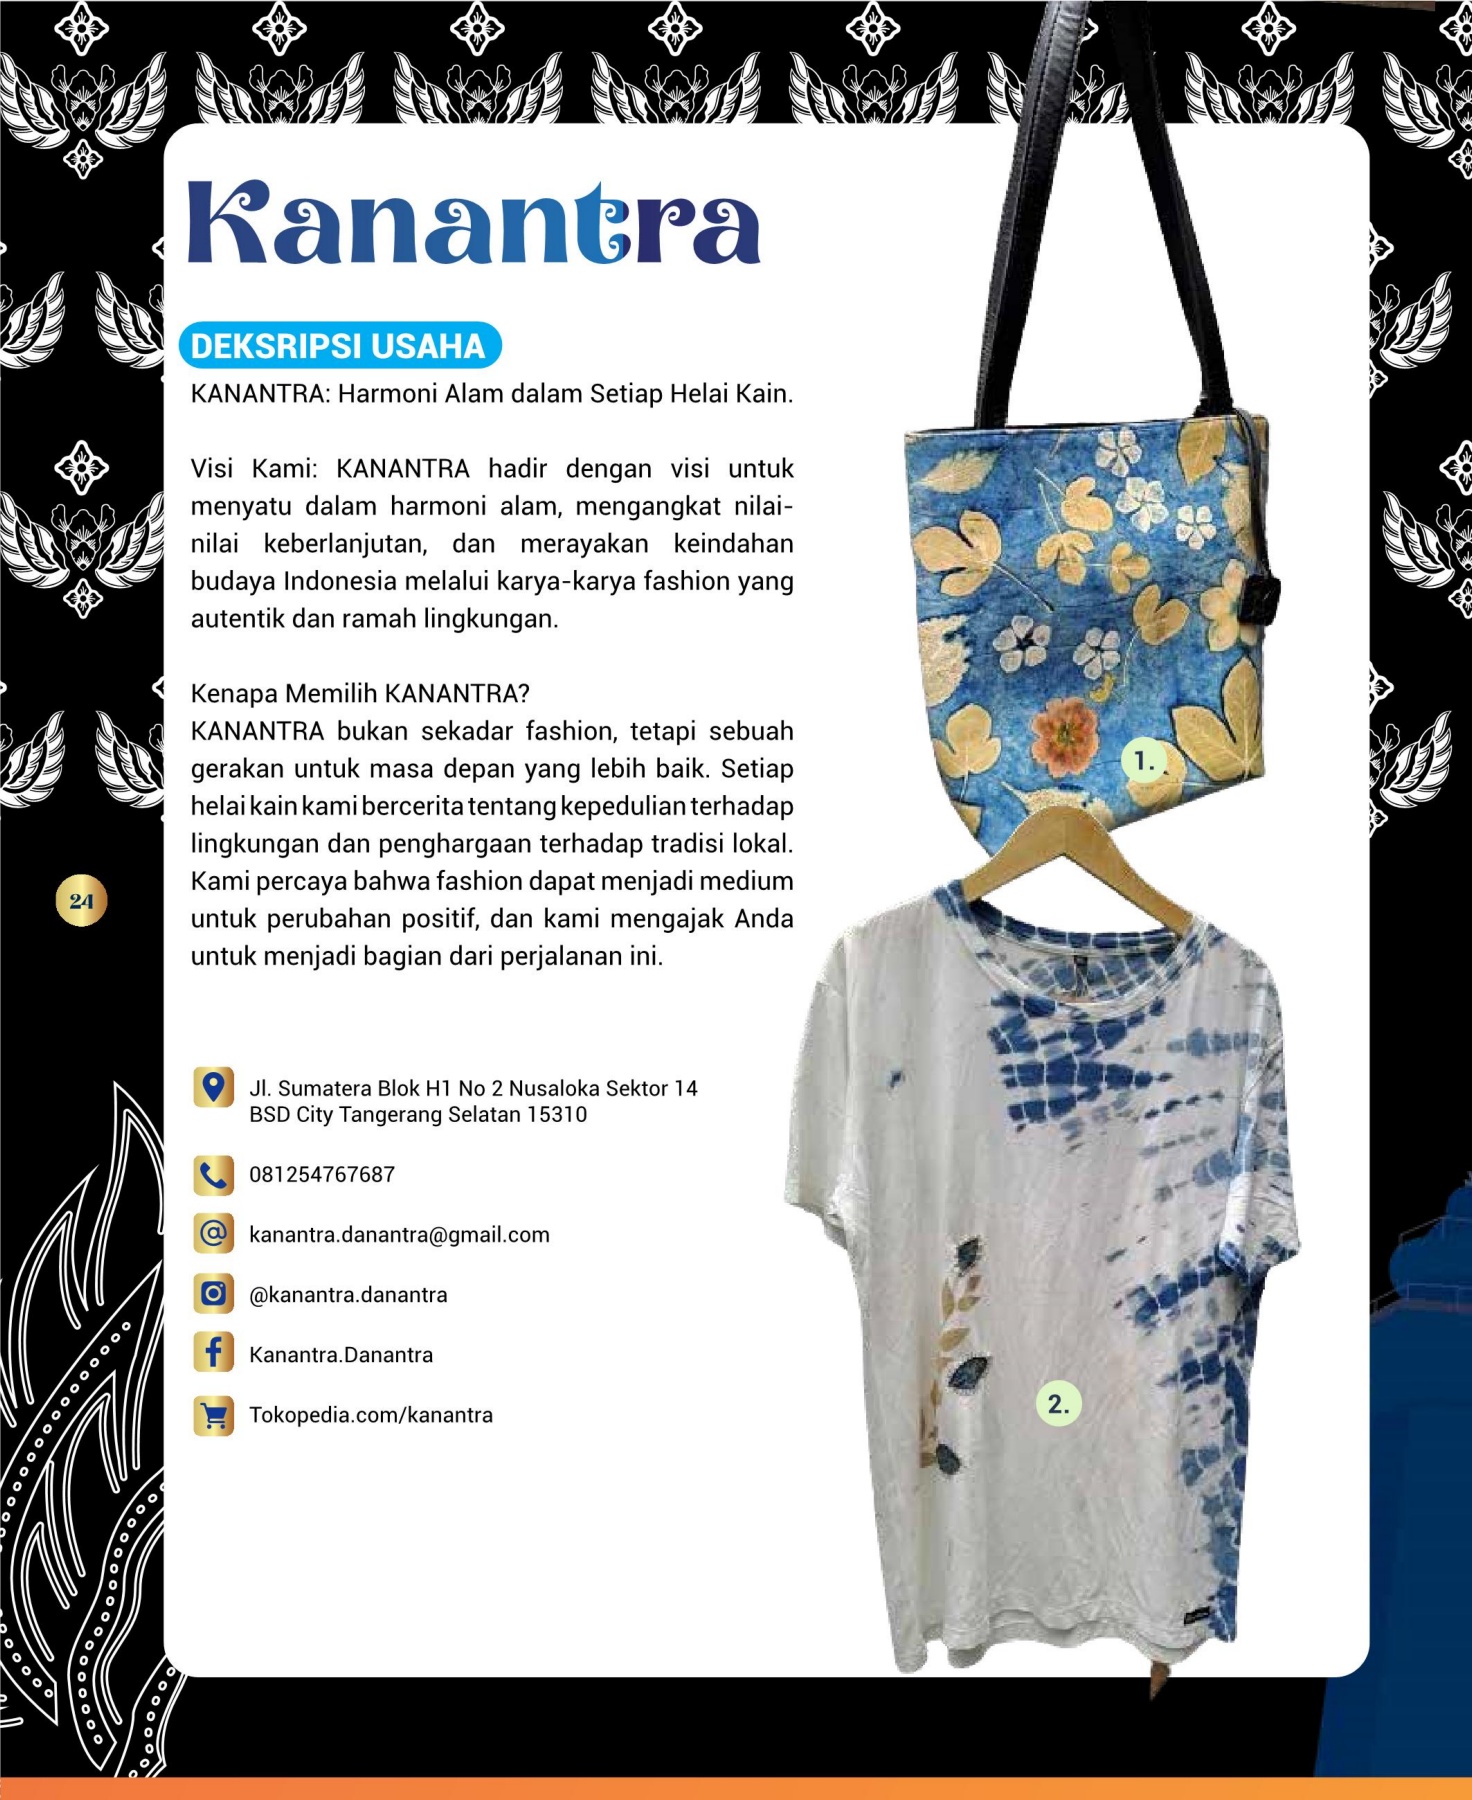 Kanantra
DEKSRIPSI USAHA
KANANTRA: Harmoni Alam dalam Setiap Helai Kain.
Visi Kami: KANANTRA hadir dengan visi untuk
menyatu dalam harmoni alam, mengangkat nilai-
nilai keberlanjutan, dan merayakan keindahan
budaya Indonesia melalui karya-karya fashion yang
autentik dan ramah lingkungan.
Kenapa Memilih KANANTRA?
KANANTRA bukan sekadar fashion, tetapi sebuah
gerakan untuk masa depan yang lebih baik. Setiap
helai kain kami bercerita tentang kepedulian terhadap
lingkungan dan penghargaan terhadap tradisi lokal.
Kami percaya bahwa fashion dapat menjadi medium
untuk perubahan positif, dan kami mengajak Anda
untuk menjadi bagian dari perjalanan ini.
Jl. Sumatera Blok H1 No 2 Nusaloka Sektor 14
BSD City Tangerang Selatan 15310
081254767687
kanantra.danantra@gmail.com
@kanantra.danantra
Kanantra.Danantra
Tokopedia.com/kanantra
24
1.
2.